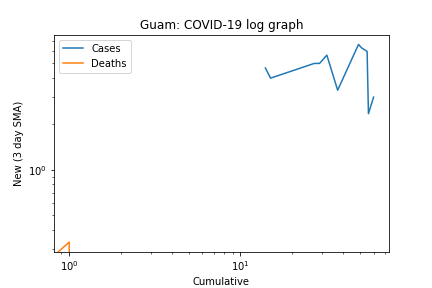 Guam: COVID-19 log graph
Cases
Deaths
New (3 day SMA)
10⁰
10⁰ 10¹
Cumulative